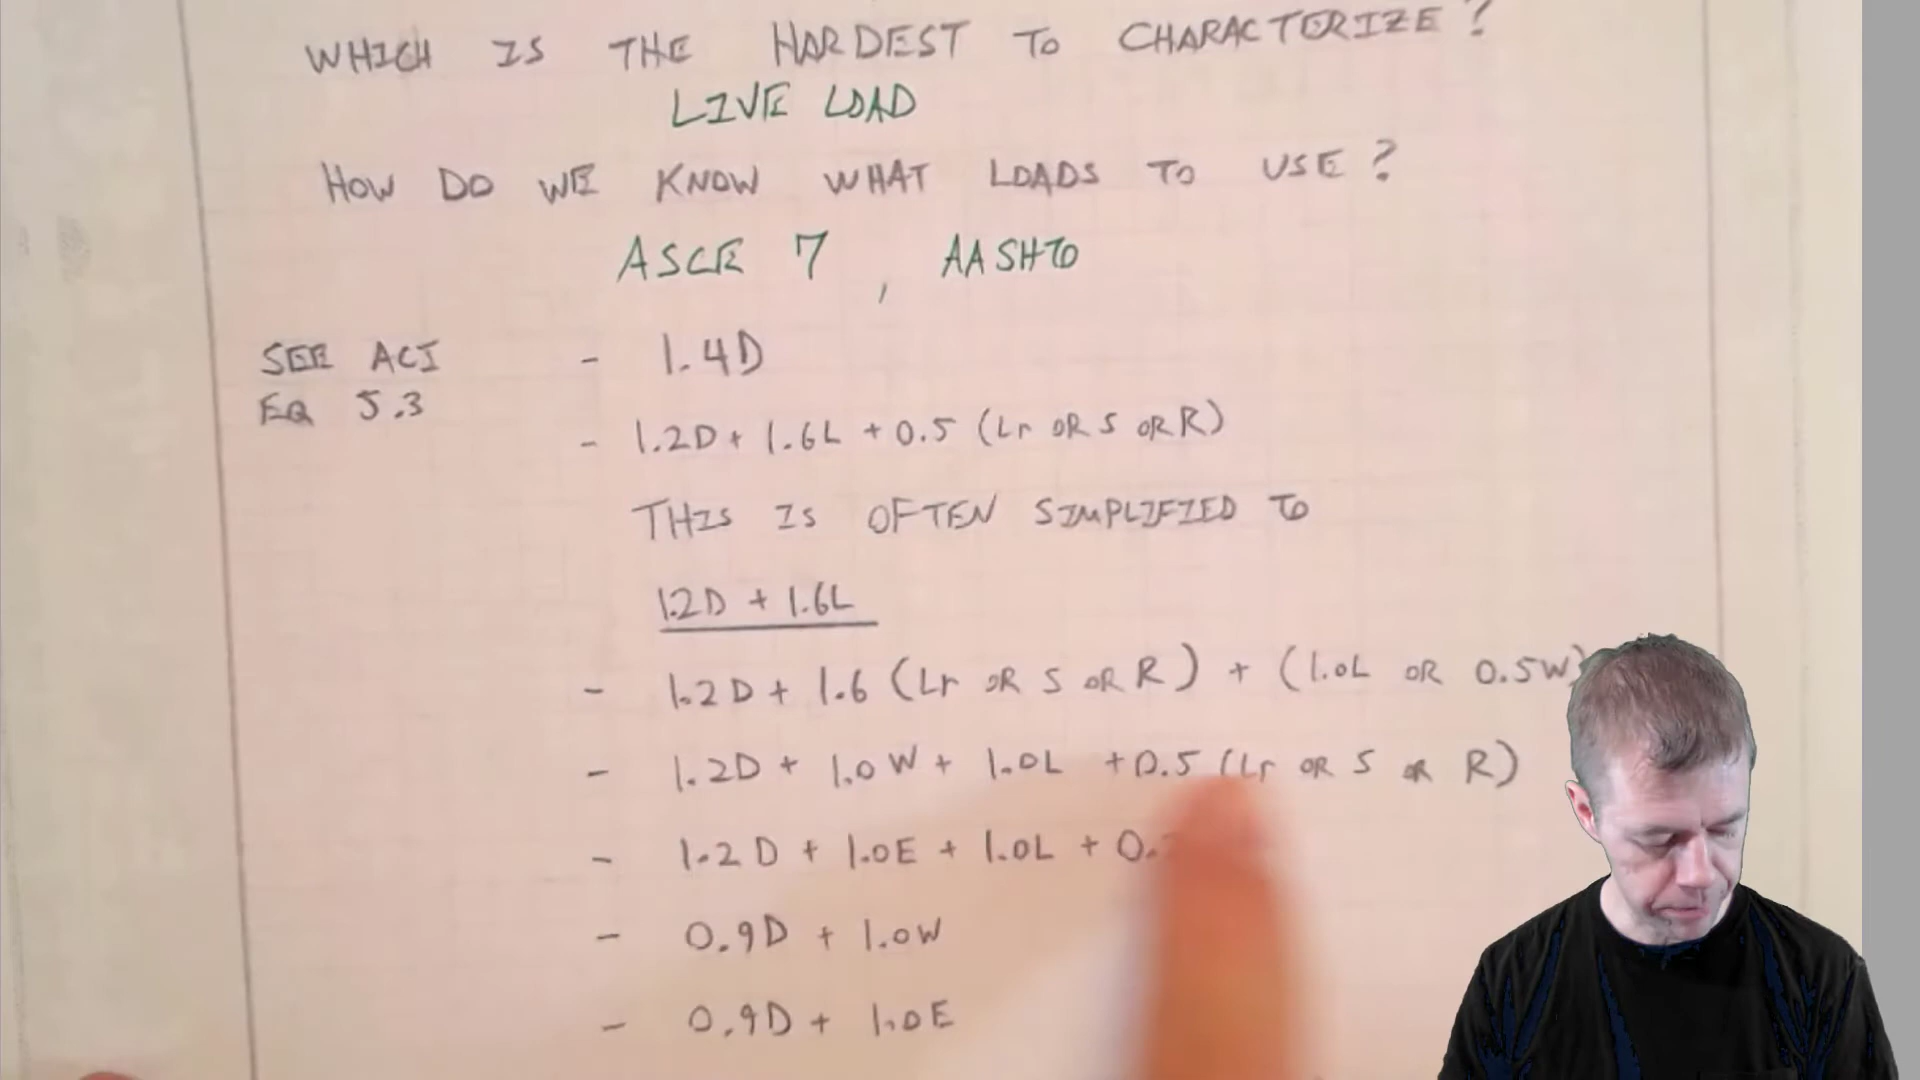 WHICH IS THE HARDEST TO CHARACTERIZE?
LIVE LOAD
HOW DO WE KNOW WHAT LOADS TO USE?
ASCE 7 , AASHTO
SEE ACI
EQ 5.3
- 1.4D
- 1.2D + 1.6L + 0.5 (Lr OR S OR R)
THIS IS OFTEN SIMPLIFIED TO
1.2D + 1.6L
- 1.2D + 1.6 (Lr OR S OR R) + (1.0L OR 0.5W)
- 1.2D + 1.0W + 1.0L + 0.5 (Lr OR S OR R)
- 1.2D + 1.0E + 1.0L + 0.
- 0.9D + 1.0W
- 0.9D + 1.0E